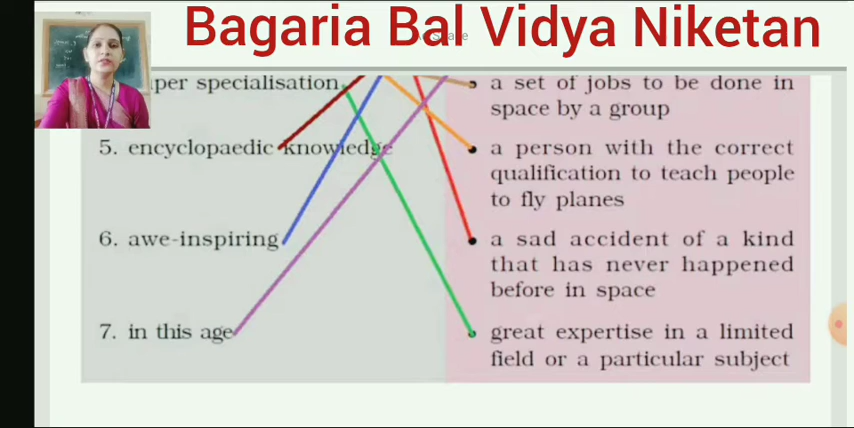 Bagaria Bal Vidya Niketan
per specialisation
5. encyclopaedic knowledge
6. awe-inspiring
7. in this age
a set of jobs to be done in
space by a group
a person with the correct
qualification to teach people
to fly planes
a sad accident of a kind
that has never happened
before in space
great expertise in a limited
field or a particular subject